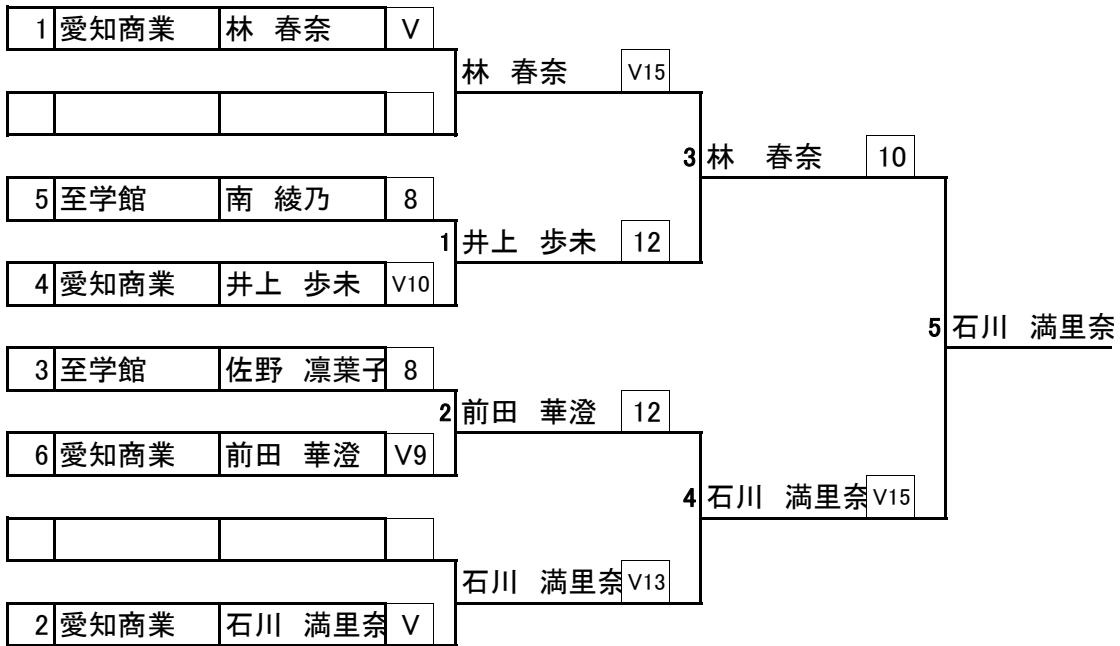 1 愛知商業 林 春奈 V
林 春奈 V15
3 林 春奈 10
5 至学館 南 綾乃 8
1 井上 歩未 12
4 愛知商業 井上 歩未 V10
5 石川 満里奈
3 至学館 佐野 凛葉子 8
2 前田 華澄 12
6 愛知商業 前田 華澄 V9
4 石川 満里奈 V15
石川 満里奈 V13
2 愛知商業 石川 満里奈 V